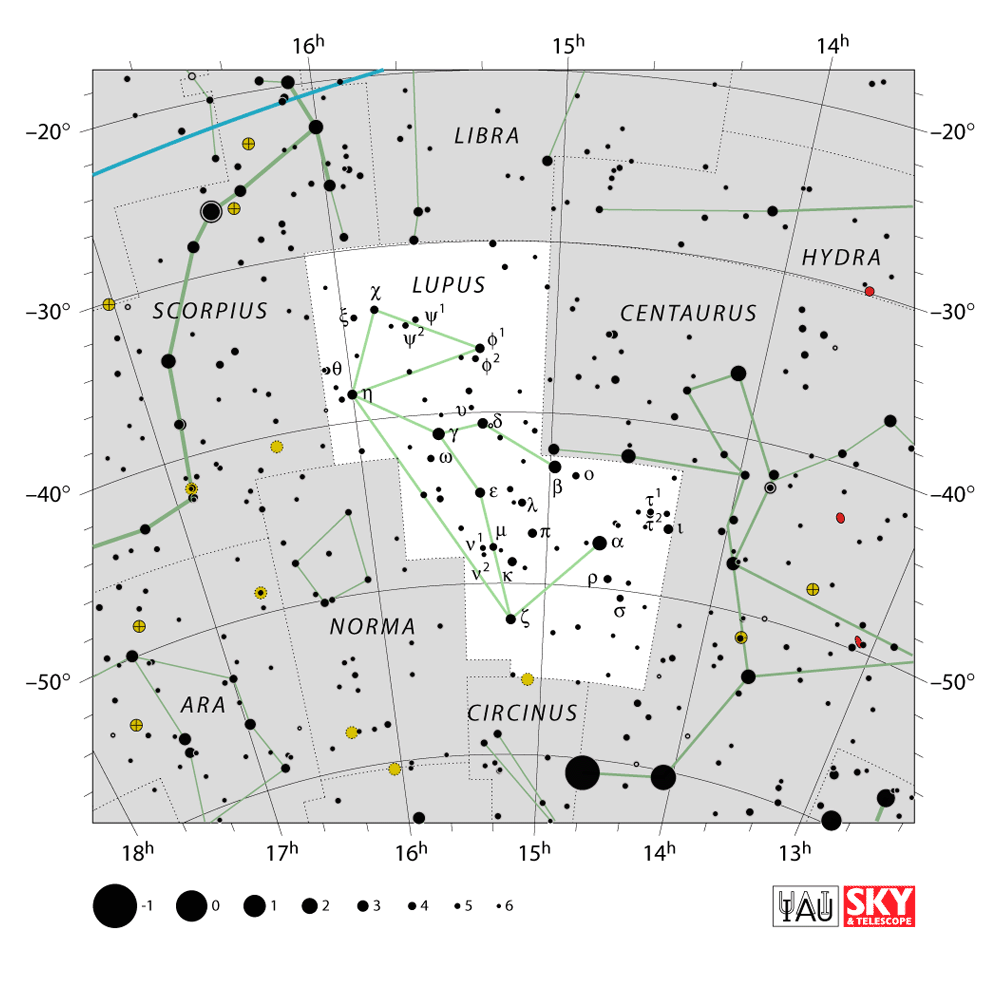 16h 15h 14h
–20° –20°
LIBRA
HYDRA
LUPUS
–30° SCORPIUS CENTAURUS –30°
χ
ξ ψ1
ψ2 ϕ1
θ ϕ2
η
υ δ
γ
ω β ο
–40° ε –40°
λ τ1
τ2 ι
μ π α
ν1
ν2 κ ρ
σ
ζ
NORMA
–50° –50°
ARA CIRCINUS
18h 17h 16h 15h 14h 13h
-1 0 1 2 3 4 5 6
IAU
SKY
& TELESCOPE